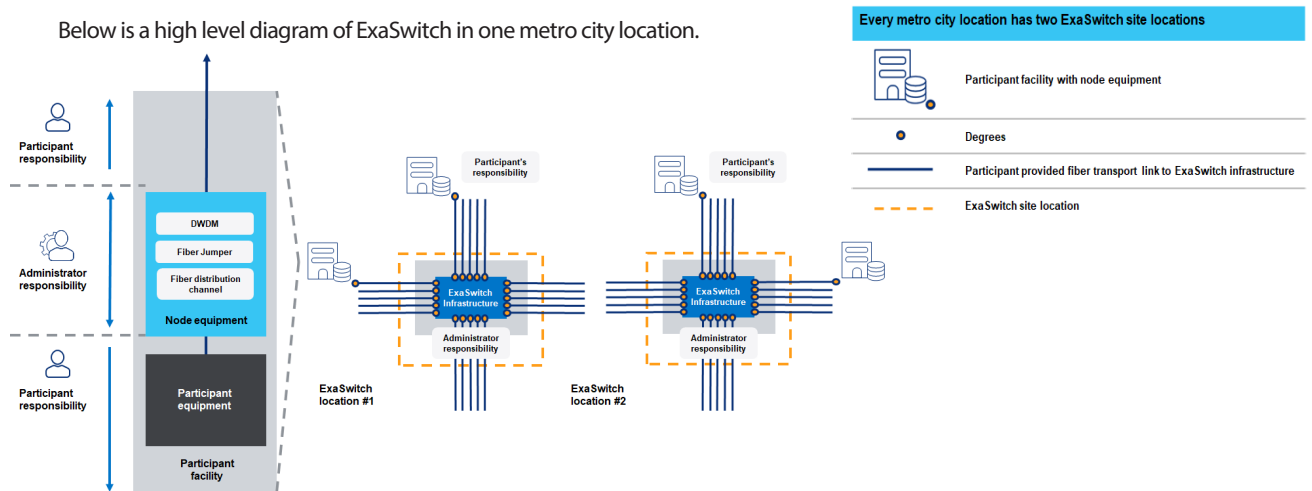 Below is a high level diagram of ExaSwitch in one metro city location.
Participant
responsibility
Administrator
responsibility
Participant
responsibility
DWDM
Fiber Jumper
Fiber distribution
channel
Node equipment
Participant
equipment
Participant
facility
Participant's
responsibility
ExaSwitch
Infrastructure
Administrator
responsibility
ExaSwitch
location #1
Participant's
responsibility
ExaSwitch
Infrastructure
Administrator
responsibility
ExaSwitch
location #2
Every metro city location has two ExaSwitch site locations
Participant facility with node equipment
Degrees
Participant provided fiber transport link to ExaSwitch infrastructure
ExaSwitch site location